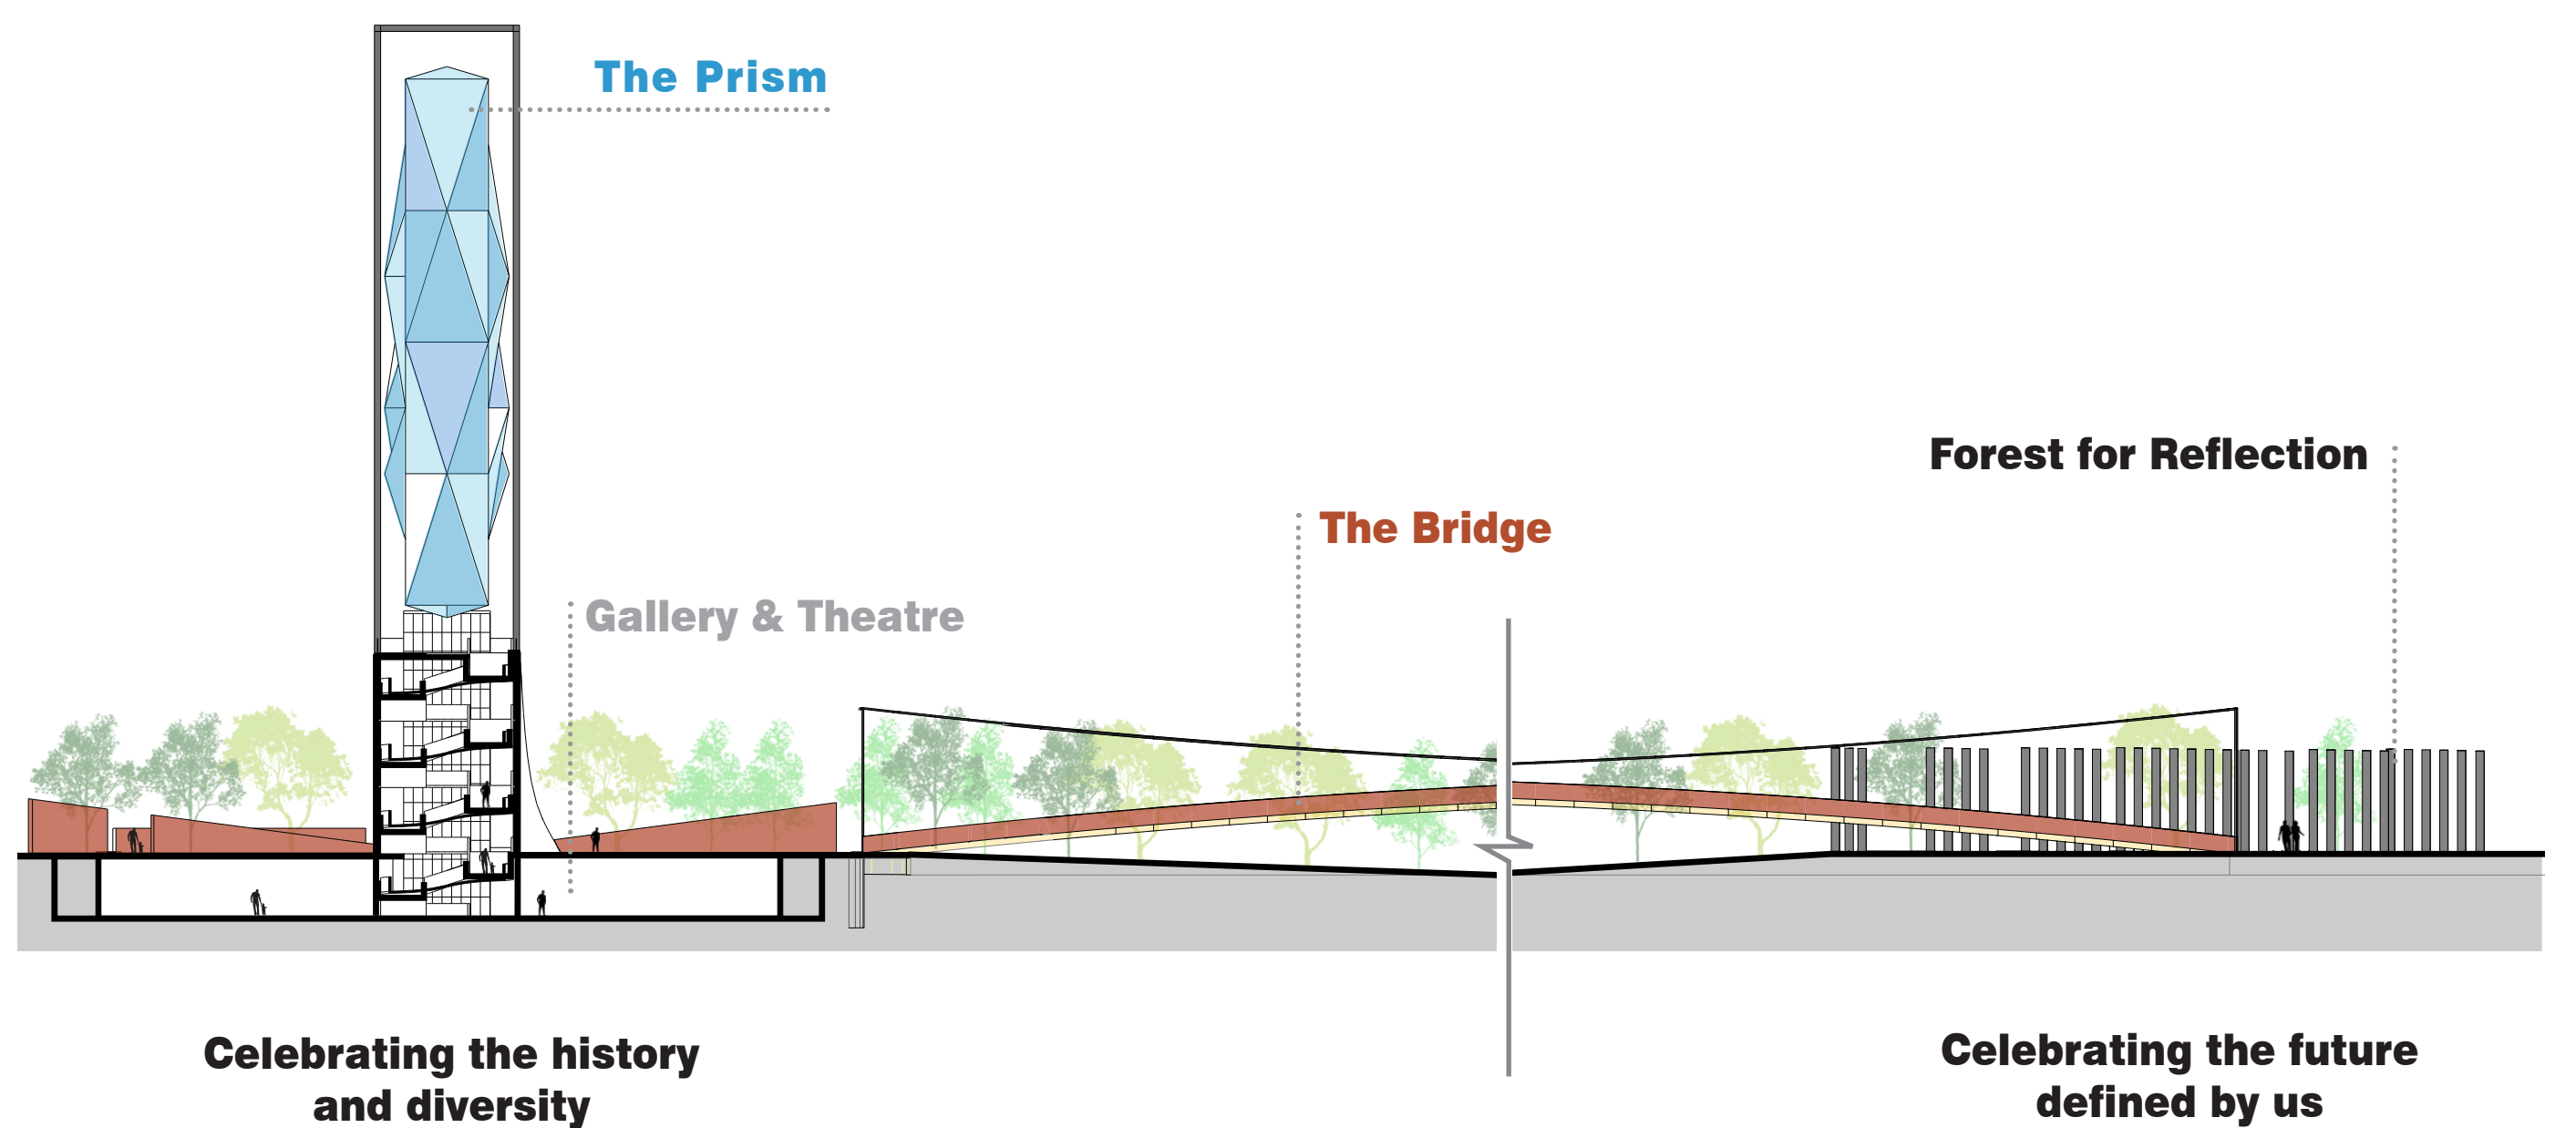 The Prism
Forest for Reflection
The Bridge
Gallery & Theatre
Celebrating the history
and diversity
Celebrating the future
defined by us